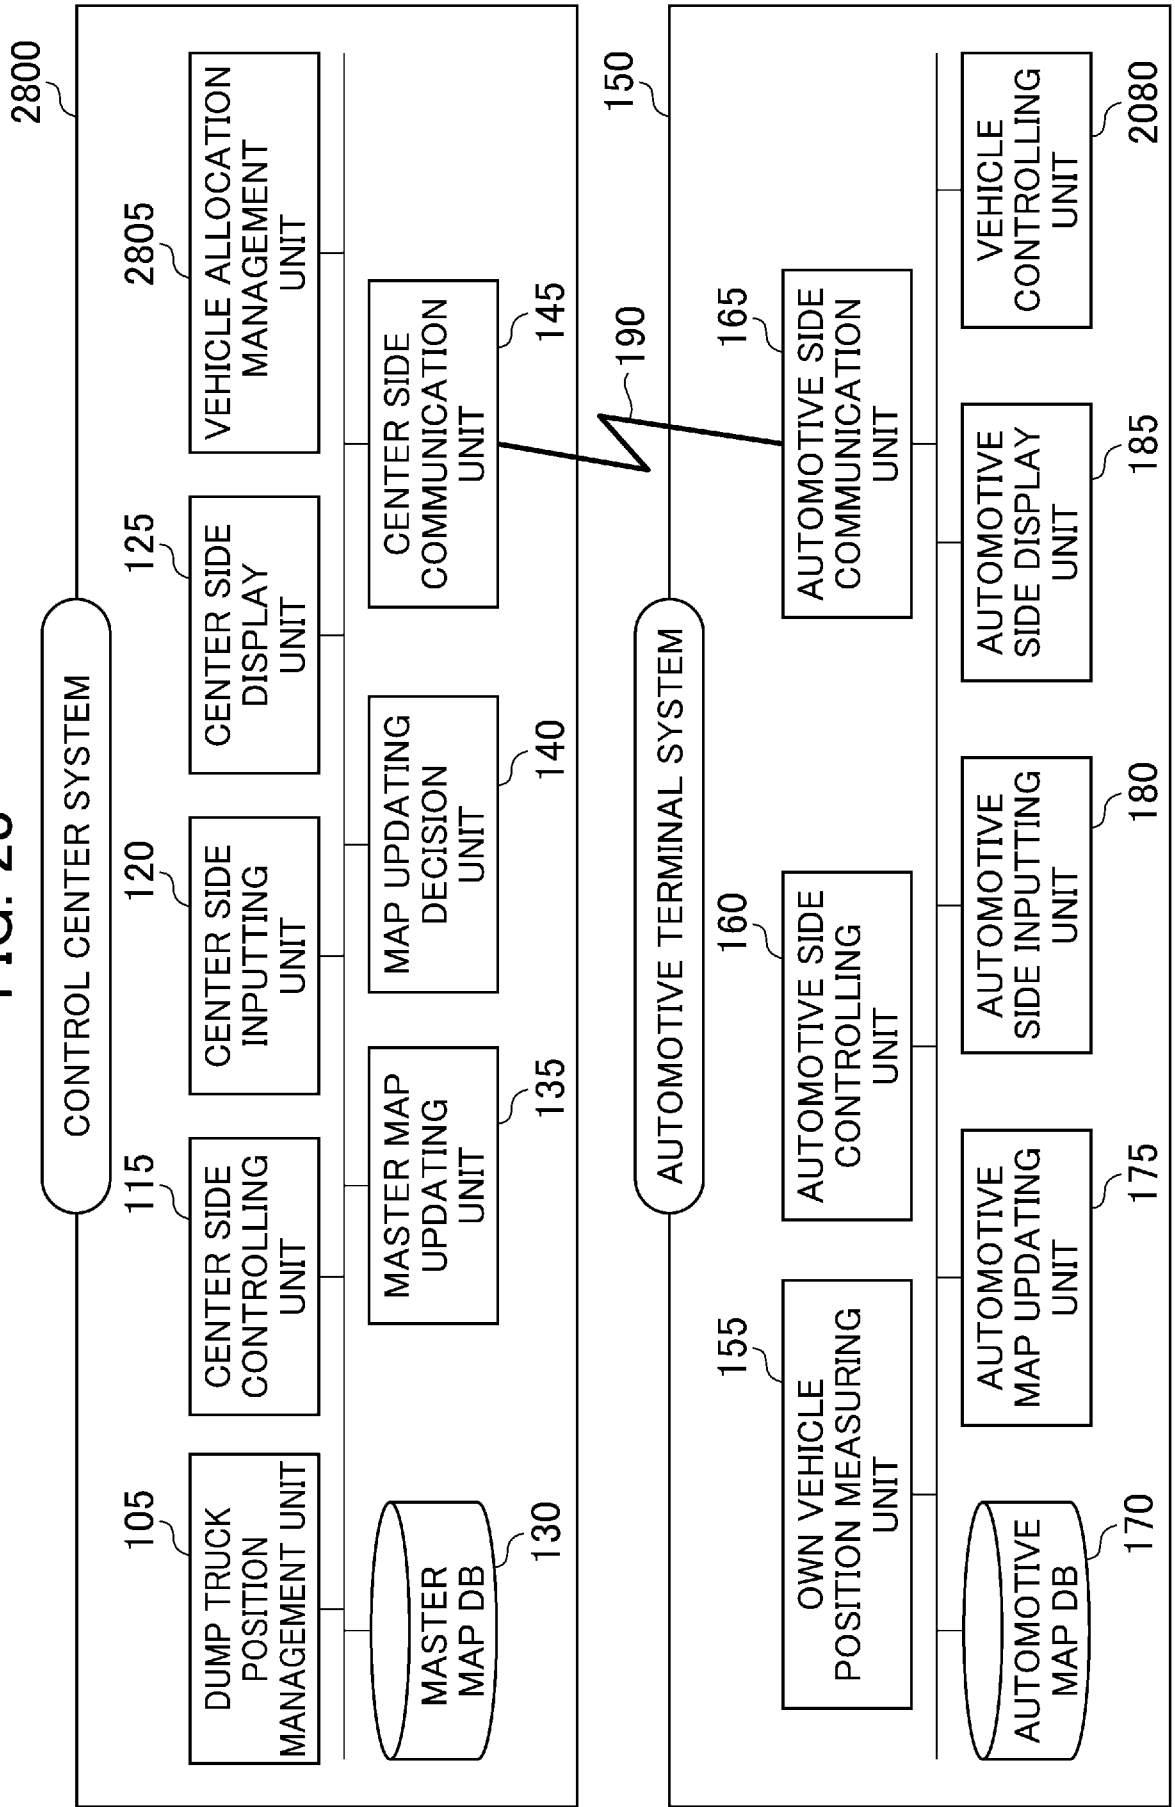 FIG.
CONTROL CENTER SYSTEM
2800
105
DUMP TRUCK
POSITION
MANAGEMENT UNIT
115
CENTER SIDE
CONTROLLING
UNIT
120
CENTER SIDE
INPUTTING
UNIT
125
CENTER SIDE
DISPLAY
UNIT
2805
VEHICLE ALLOCATION
MANAGEMENT
UNIT
MASTER
MAP DB
130
MASTER MAP
UPDATING
UNIT
135
MAP UPDATING
DECISION
UNIT
140
CENTER SIDE
COMMUNICATION
UNIT
145
190
AUTOMOTIVE TERMINAL SYSTEM
150
155
OWN VEHICLE
POSITION MEASURING
UNIT
160
AUTOMOTIVE SIDE
CONTROLLING
UNIT
165
AUTOMOTIVE SIDE
COMMUNICATION
UNIT
AUTOMOTIVE
MAP DB
170
AUTOMOTIVE
MAP UPDATING
UNIT
175
AUTOMOTIVE
SIDE INPUTTING
UNIT
180
AUTOMOTIVE
SIDE DISPLAY
UNIT
185
VEHICLE
CONTROLLING
UNIT
2080